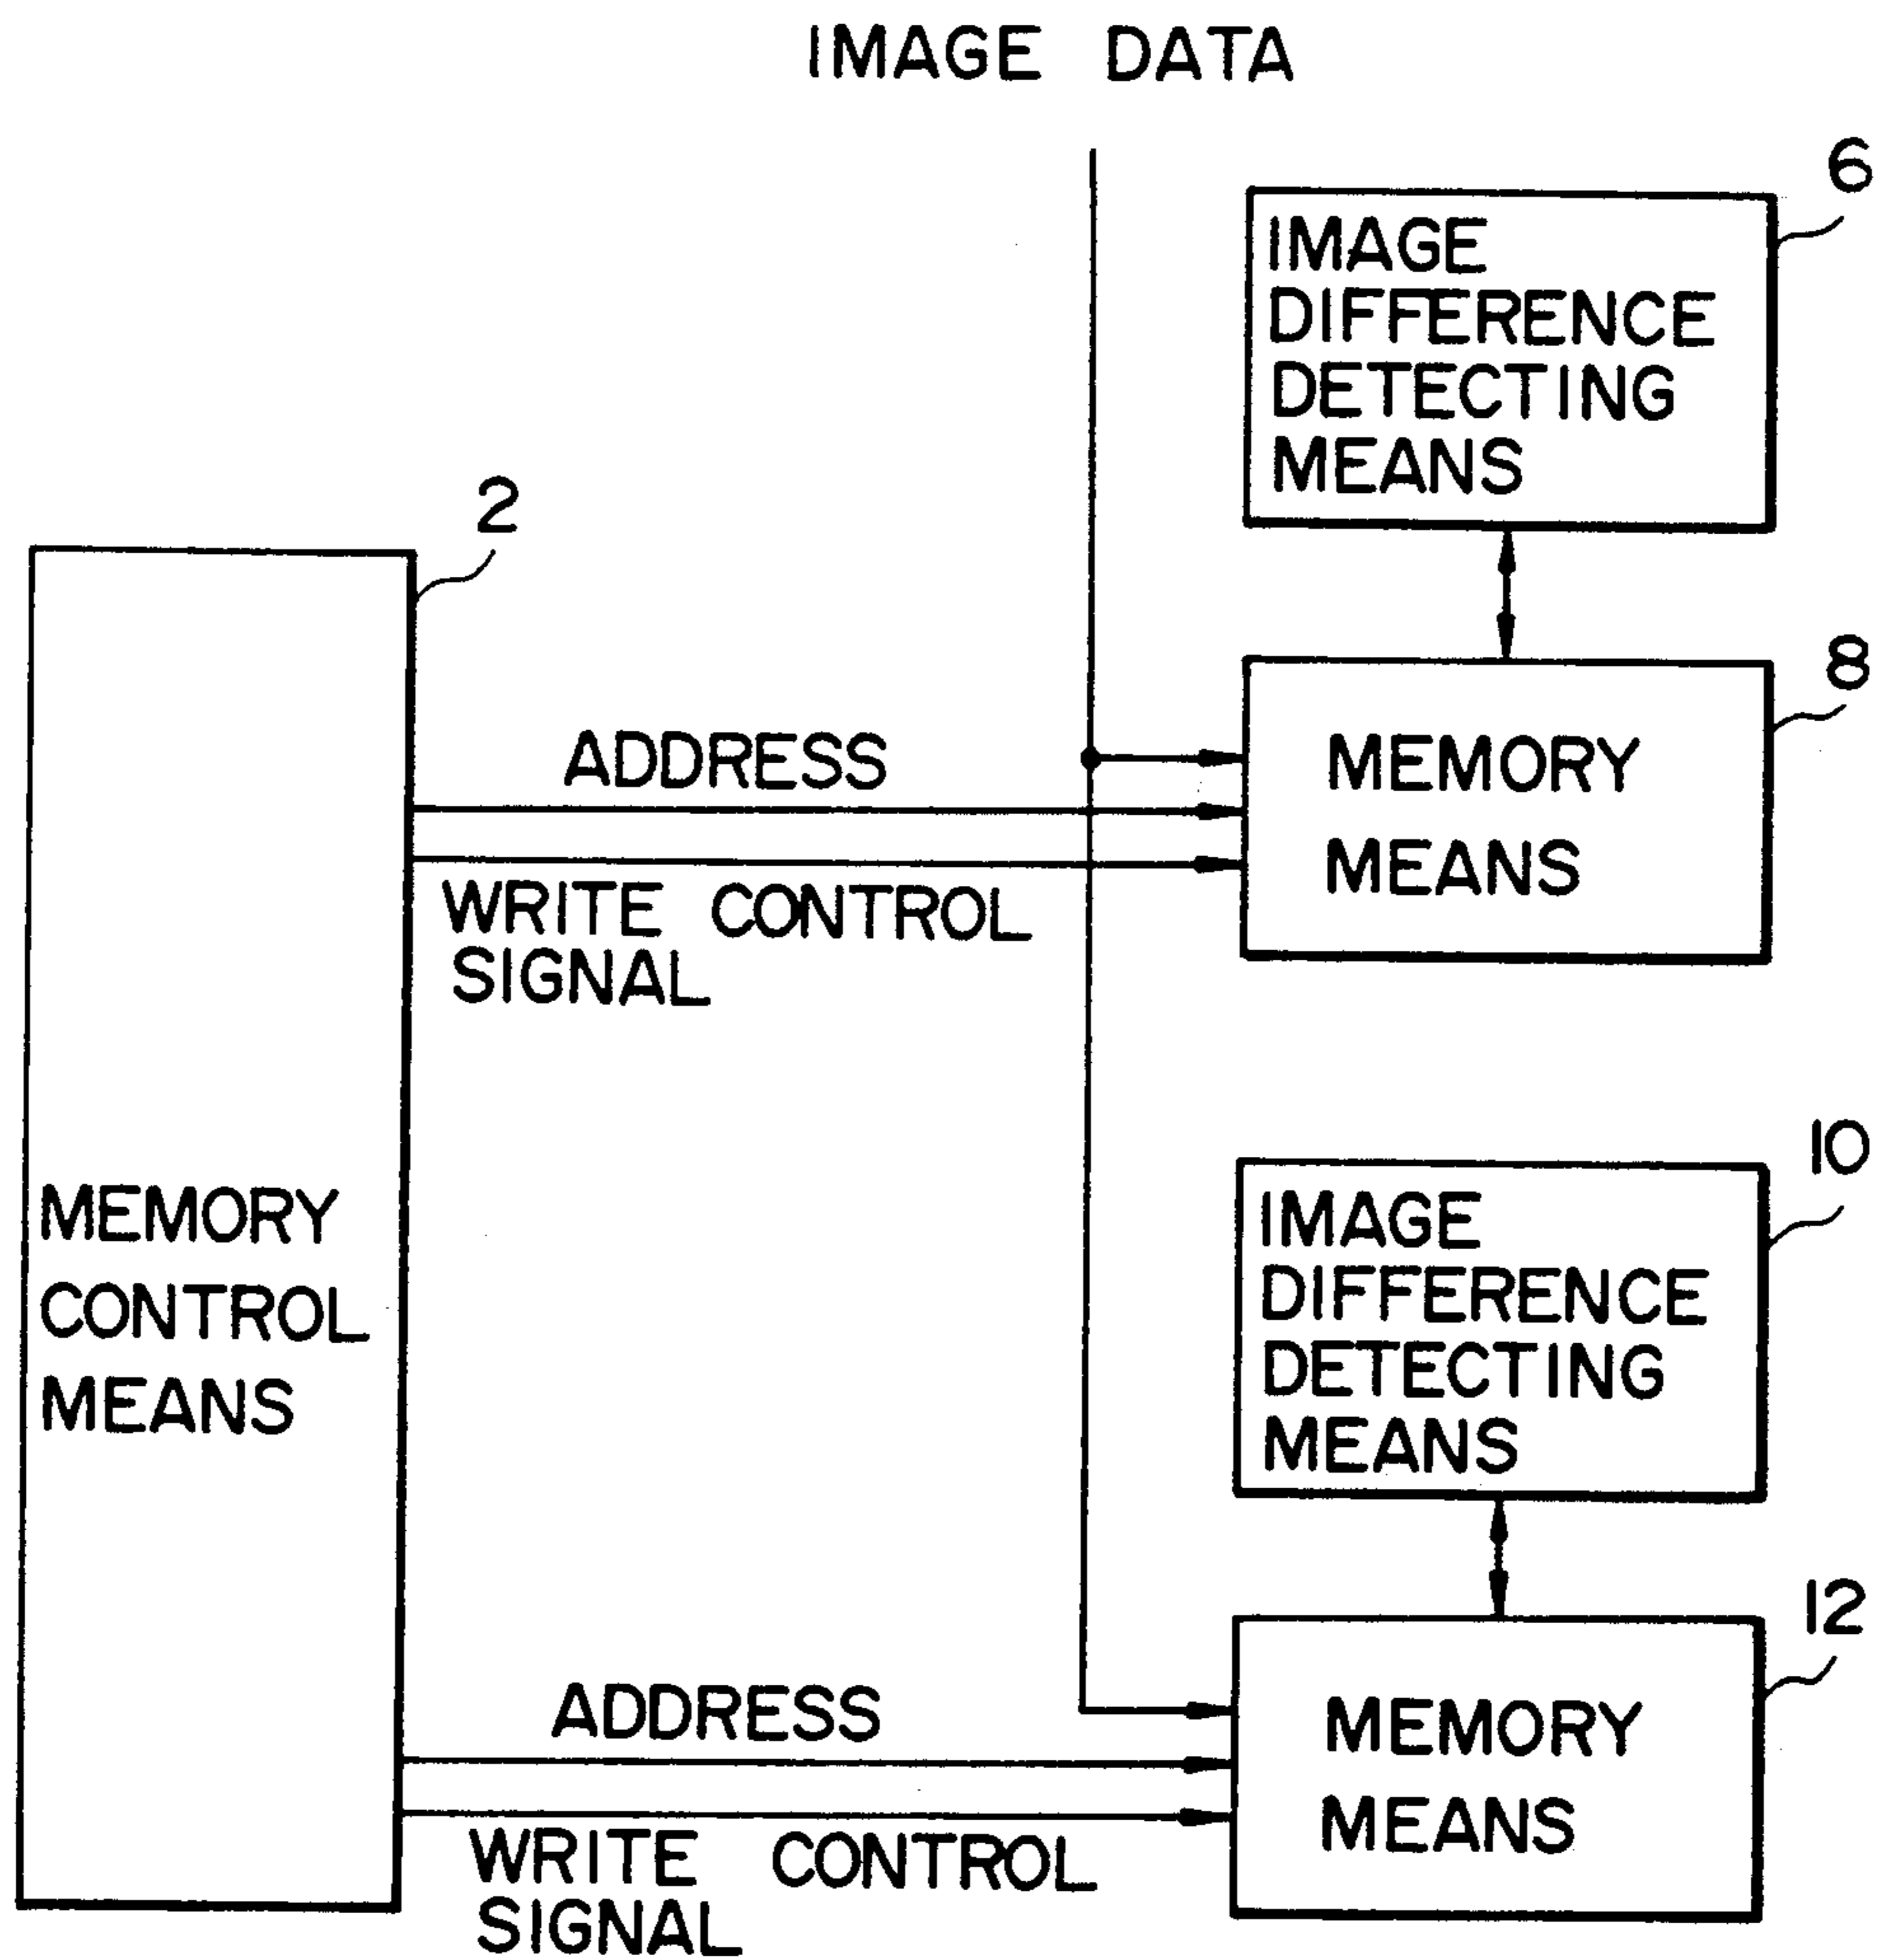 IMAGE DATA
6
IMAGE
DIFFERENCE
DETECTING
MEANS
2
8
ADDRESS
MEMORY
MEANS
WRITE CONTROL
SIGNAL
10
MEMORY
CONTROL
MEANS
IMAGE
DIFFERENCE
DETECTING
MEANS
12
ADDRESS
MEMORY
MEANS
WRITE CONTROL
SIGNAL